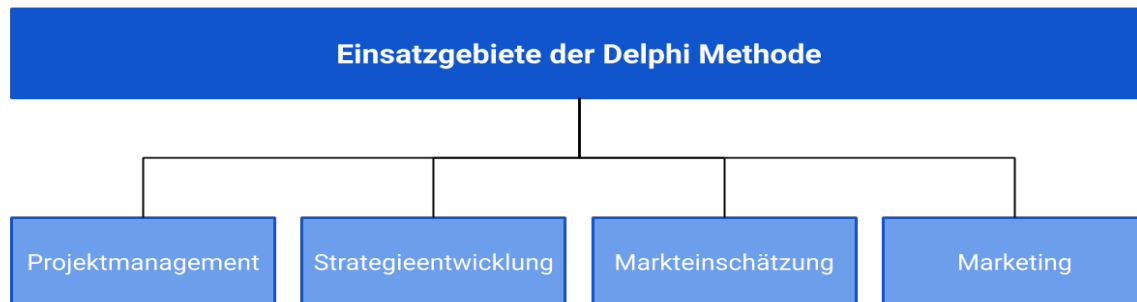 Einsatzgebiete der Delphi Methode
Projektmanagement
Strategieentwicklung
Markteinschätzung
Marketing